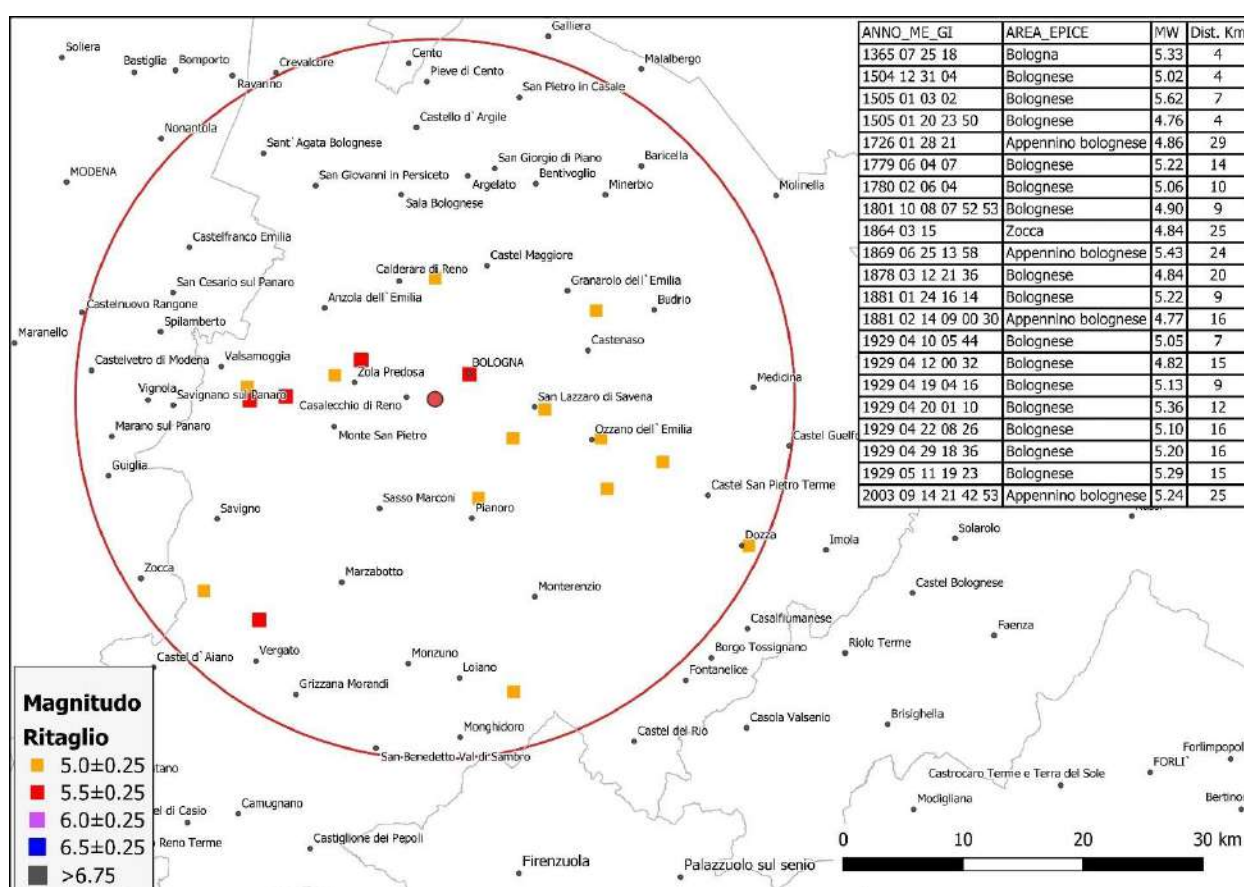 Galliera
Soliera
Cento
Bastiglia
Bomporto
Crevalcore
Malalbergo
Ravarino
Pieve di Cento
San Pietro in Casale
Castello d`Argile
Nonantola
Sant`Agata Bolognese
San Giorgio di Piano
Baricella
MODENA
San Giovanni in Persiceto
Argelato
Bentivoglio
Minerbio
Molinella
Sala Bolognese
Castelfranco Emilia
Castel Maggiore
Calderara di Reno
San Cesario sul Panaro
Granarolo dell`Emilia
Castelnuovo Rangone
Anzola dell`Emilia
Budrio
Spilamberto
Maranello
Castenaso
Castelvetro di Modena
Valsamoggia
BOLOGNA
Zola Predosa
Medicina
Vignola
Savignano sul Panaro
Casalecchio di Reno
San Lazzaro di Savena
Marano sul Panaro
Monte San Pietro
Ozzano dell`Emilia
Castel Guelfo
Guiglia
Sasso Marconi
Castel San Pietro Terme
Savigno
Pianoro
Solarolo
Dozza
Imola
Zocca
Marzabotto
Monterenzio
Castel Bolognese
Casalfiumanese
Faenza
Riolo Terme
Castel d`Aiano
Vergato
Monzuno
Loiano
Borgo Tossignano
Fontanelice
Grizzana Morandi
Brisighella
Monghidoro
Castel del Rio
Casola Valsenio
San Benedetto Val di Sambro
Forlimpopol
FORLI`
Castrocaro Terme e Terra del Sole
Camugnano
Modigliana
Bertinor
el di Casio
Reno Terme
Castiglione dei Pepoli
Firenzuola
Palazzuolo sul senio
ANNO_ME_GI AREA_EPICE MW Dist. Km
1365 07 25 18 Bologna 5.33 4
1504 12 31 04 Bolognese 5.02 4
1505 01 03 02 Bolognese 5.62 7
1505 01 20 23 50 Bolognese 4.76 4
1726 01 28 21 Appennino bolognese 4.86 29
1779 06 04 07 Bolognese 5.22 14
1780 02 06 04 Bolognese 5.06 10
1801 10 08 07 52 53 Bolognese 4.90 9
1864 03 15 Zocca 4.84 25
1869 06 25 13 58 Appennino bolognese 5.43 24
1878 03 12 21 36 Bolognese 4.84 20
1881 01 24 16 14 Bolognese 5.22 9
1881 02 14 09 00 30 Appennino bolognese 4.77 16
1929 04 10 05 44 Bolognese 5.05 7
1929 04 12 00 32 Bolognese 4.82 15
1929 04 19 04 16 Bolognese 5.13 9
1929 04 20 01 10 Bolognese 5.36 12
1929 04 22 08 26 Bolognese 5.10 16
1929 04 29 18 36 Bolognese 5.20 16
1929 05 11 19 23 Bolognese 5.29 15
2003 09 14 21 42 53 Appennino bolognese 5.24 25
Magnitudo
Ritaglio
5.0±0.25
5.5±0.25
6.0±0.25
6.5±0.25
>6.75
0 10 20 30 km